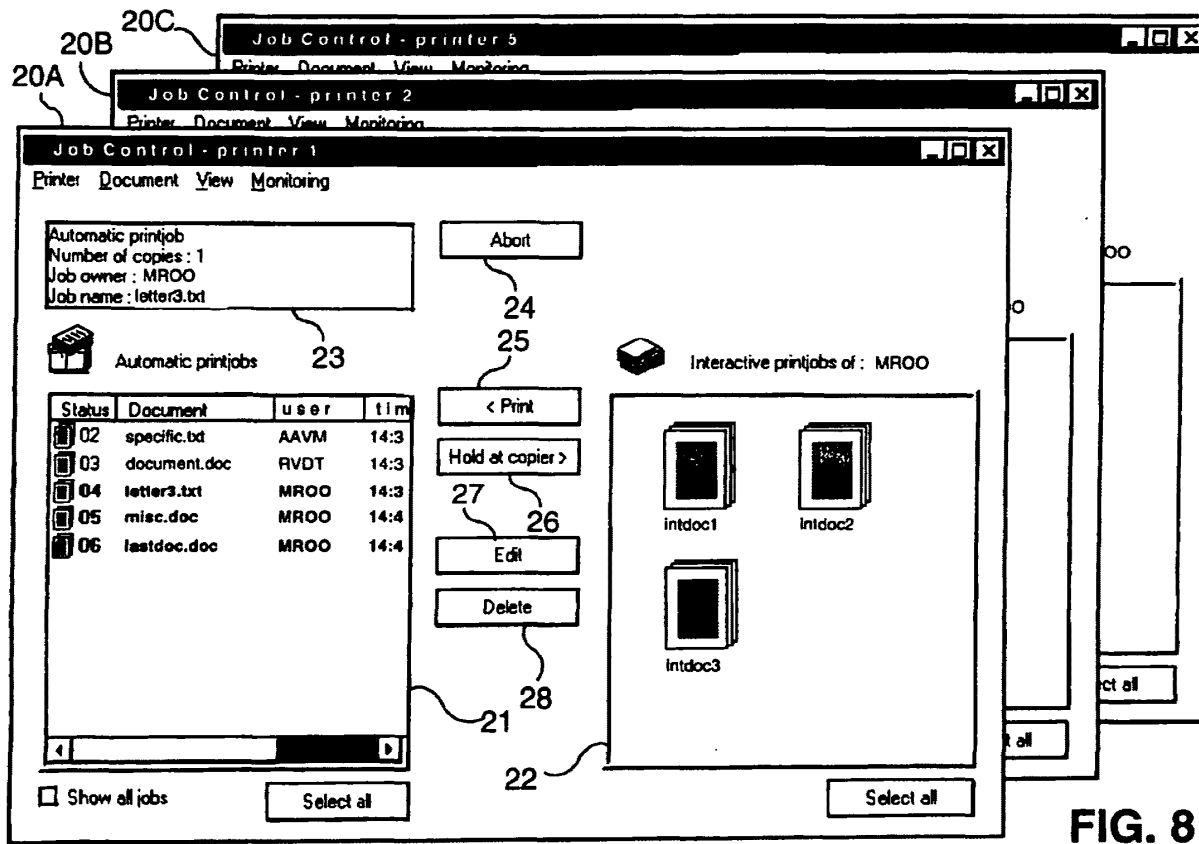 20C
Job Control - printer 5
Printer Document View Monitoring
20B
Job Control - printer 2
Printer Document View Monitoring
20A
Job Control - printer 1
Printer Document View Monitoring
Automatic printjob
Number of copies : 1
Job owner : MROO
Job name : letter3.txt
23
Abort
24
OO
O
Automatic printjobs
25
Interactive printjobs of : MROO
Status Document user tim
02 specific.txt AAVM 14:3
03 document.doc RVDT 14:3
04 letter3.txt MROO 14:3
05 misc.doc MROO 14:4
06 lastdoc.doc MROO 14:4
< Print
Hold at copier >
27
26
Edit
Delete
28
21
intdoc1
intdoc2
intdoc3
22
Show all jobs
Select all
Select all
t all
ect all
FIG. 8